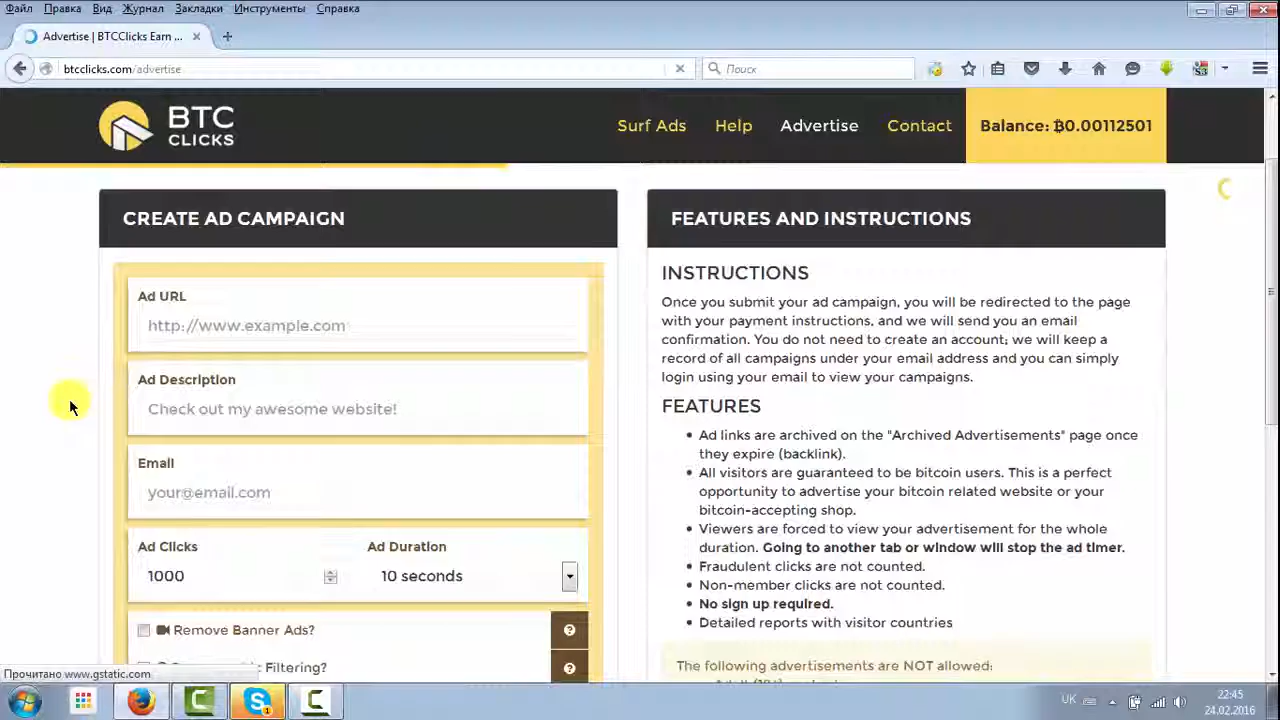 Файл Правка Вид Журнал Закладки Инструменты Справка
Advertise | BTCClicks Earn ...
btcclicks.com/advertise
Поиск
BTC
CLICKS
Surf Ads Help Advertise Contact Balance: ₿0.00112501
CREATE AD CAMPAIGN
Ad URL
http://www.example.com
Ad Description
Check out my awesome website!
Email
your@email.com
Ad Clicks Ad Duration
1000 10 seconds
Remove Banner Ads?
Filtering?
FEATURES AND INSTRUCTIONS
INSTRUCTIONS
Once you submit your ad campaign, you will be redirected to the page
with your payment instructions, and we will send you an email
confirmation. You do not need to create an account; we will keep a
record of all campaigns under your email address and you can simply
login using your email to view your campaigns.
FEATURES
• Ad links are archived on the "Archived Advertisements" page once
they expire (backlink).
• All visitors are guaranteed to be bitcoin users. This is a perfect
opportunity to advertise your bitcoin related website or your
bitcoin-accepting shop.
• Viewers are forced to view your advertisement for the whole
duration. Going to another tab or window will stop the ad timer.
• Fraudulent clicks are not counted.
• Non-member clicks are not counted.
• No sign up required.
• Detailed reports with visitor countries
The following advertisements are NOT allowed:
Прочитано www.gstatic.com
UK
22:45
24.02.2016